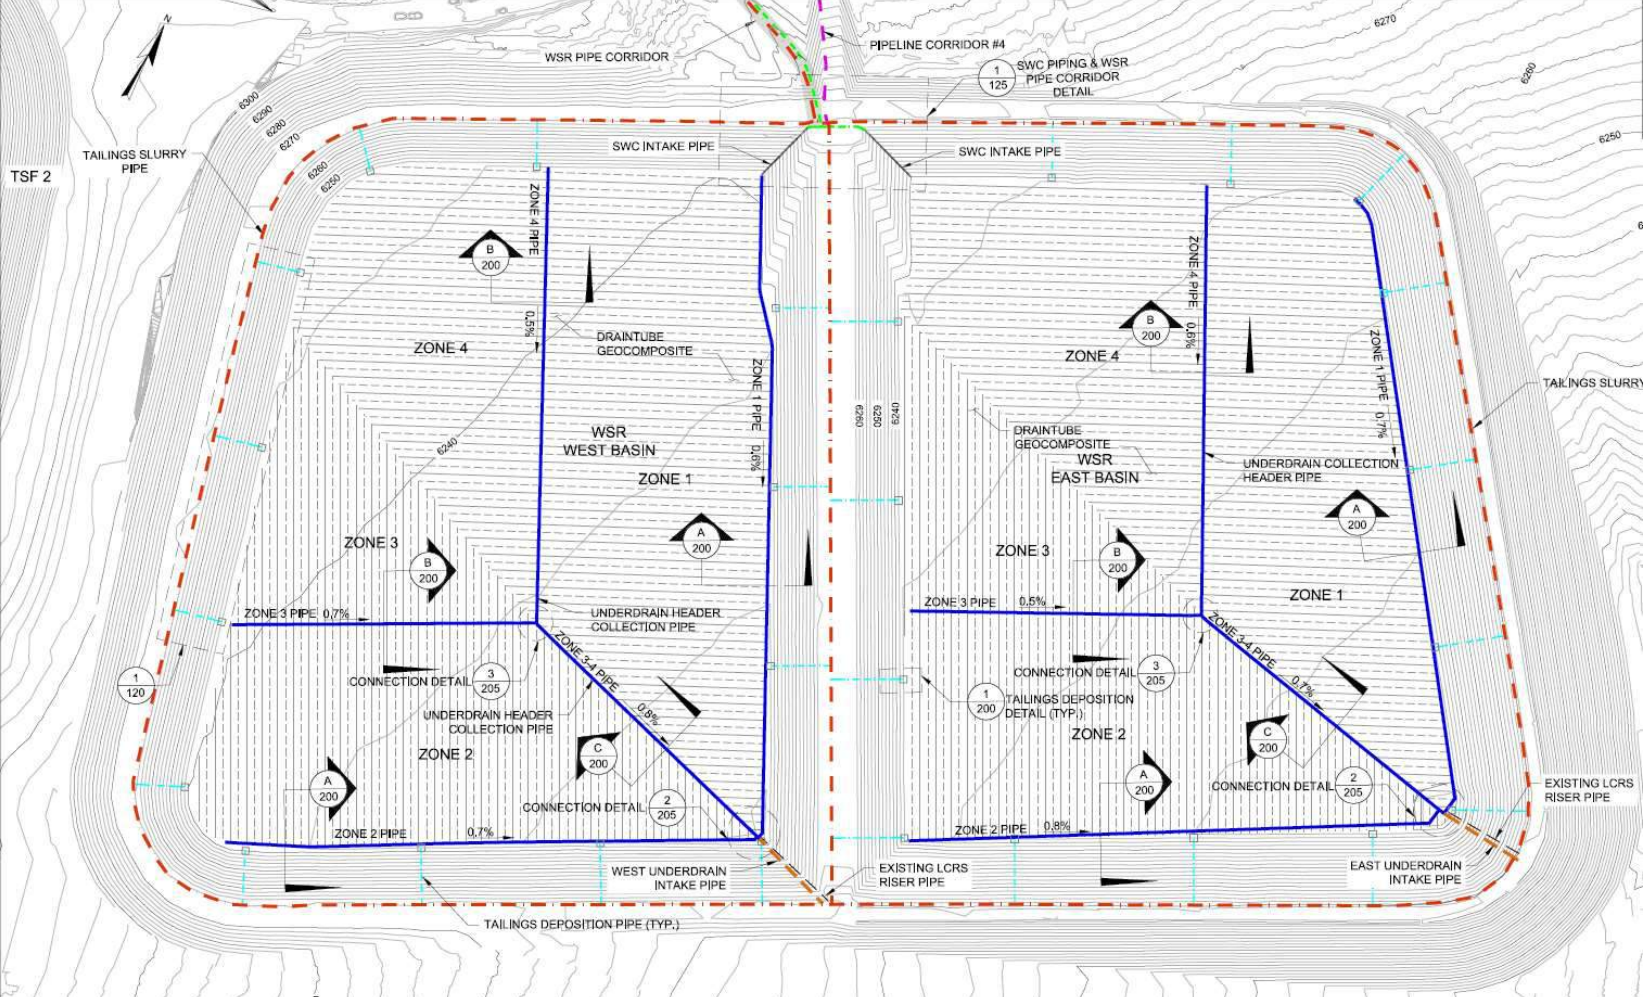 N
6270
WSR PIPE CORRIDOR
PIPELINE CORRIDOR #4
1
125
SWC PIPING & WSR
PIPE CORRIDOR
DETAIL
6260
6300
6290
6280
6270
6260
6250
6250
TAILINGS SLURRY
PIPE
TSF 2
SWC INTAKE PIPE
SWC INTAKE PIPE
ZONE 4 PIPE
0.5%
B
200
ZONE 4
DRAINTUBE
GEOCOMPOSITE
ZONE 1 PIPE
0.6%
6240
WSR
WEST BASIN
ZONE 1
ZONE 3
B
200
A
200
ZONE 3 PIPE 0.7%
UNDERDRAIN HEADER
COLLECTION PIPE
1
120
CONNECTION DETAIL
3
205
ZONE 3-4 PIPE
0.8%
UNDERDRAIN HEADER
COLLECTION PIPE
ZONE 2
C
200
A
200
CONNECTION DETAIL
2
205
ZONE 2 PIPE 0.7%
WEST UNDERDRAIN
INTAKE PIPE
EXISTING LCRS
RISER PIPE
TAILINGS DEPOSITION PIPE (TYP.)
6260
6250
6240
ZONE 4 PIPE
0.6%
B
200
ZONE 4
ZONE 1 PIPE
0.7%
TAILINGS SLURRY
DRAINTUBE
GEOCOMPOSITE
WSR
EAST BASIN
UNDERDRAIN COLLECTION
HEADER PIPE
A
200
ZONE 3
B
200
ZONE 1
ZONE 3 PIPE 0.5%
ZONE 3-4 PIPE
0.7%
CONNECTION DETAIL
3
205
1
200
TAILINGS DEPOSITION
DETAIL (TYP.)
ZONE 2
C
200
A
200
CONNECTION DETAIL
2
205
ZONE 2 PIPE 0.8%
EXISTING LCRS
RISER PIPE
EAST UNDERDRAIN
INTAKE PIPE